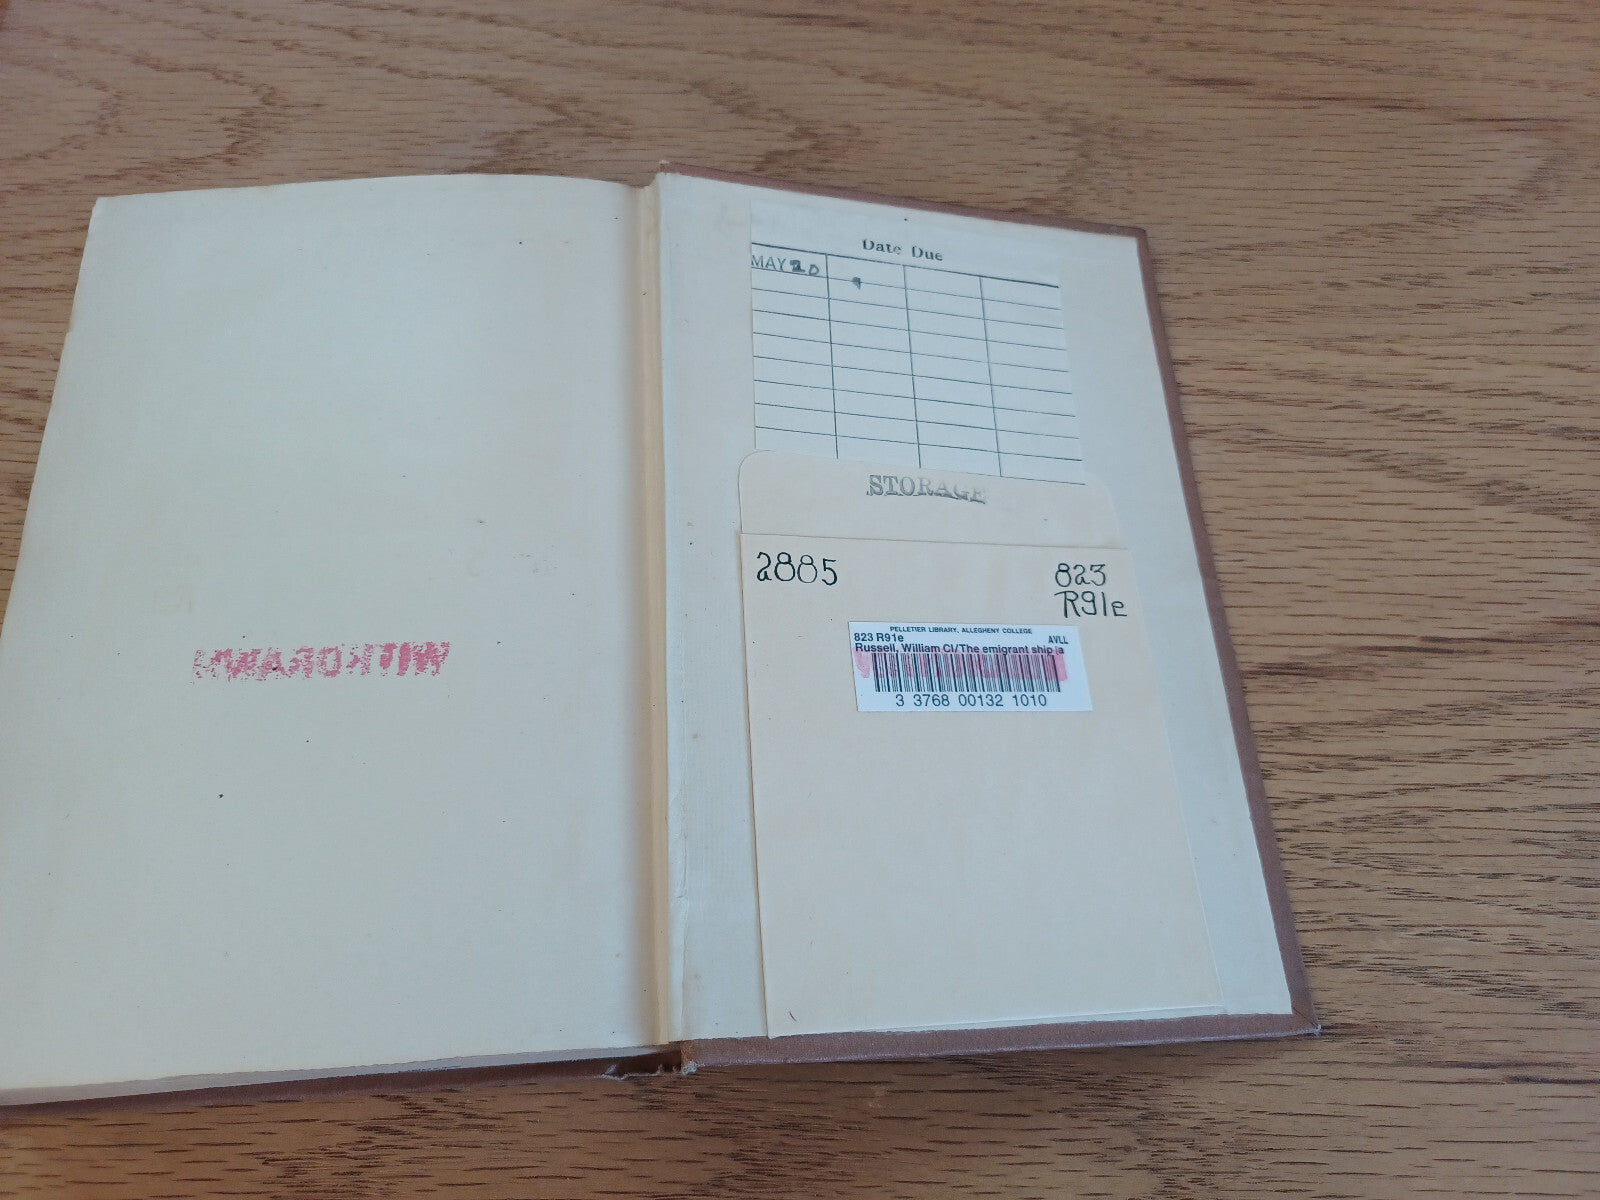 WITHDRAWN
Date Due
MAY 20
STORAGE
2885
823
R91e
PELLETIER LIBRARY, ALLEGHENY COLLEGE
823 R91e AVLL
Russell, William Cl/The emigrant ship :a
3 3768 00132 1010